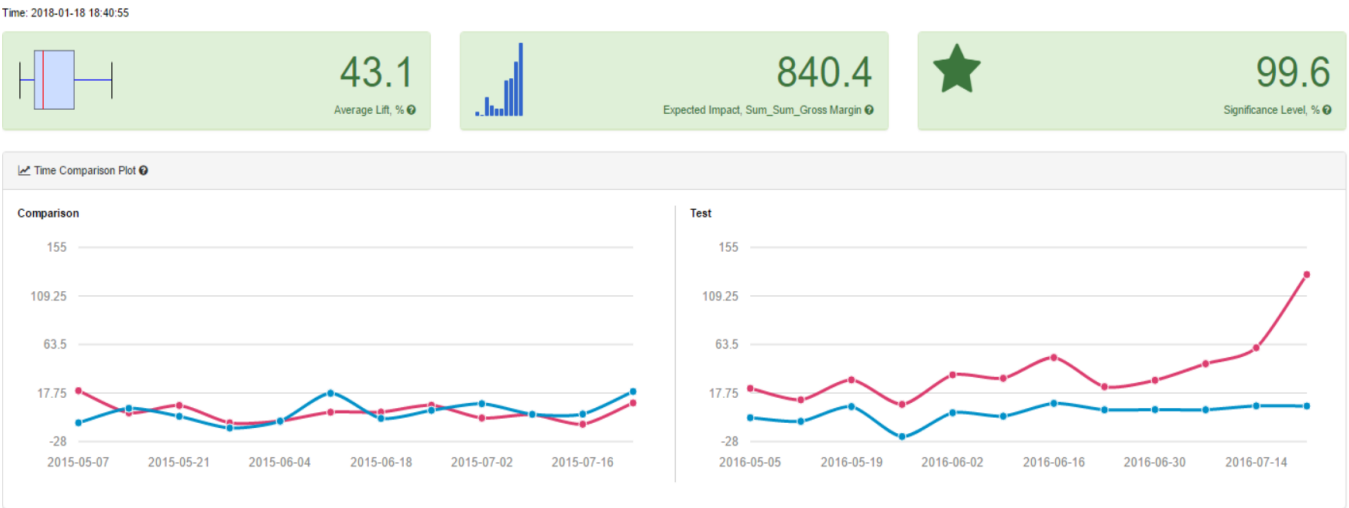 Time: 2018-01-18 18:40:55
43.1
Average Lift, %
840.4
Expected Impact, Sum_Sum_Gross Margin
99.6
Significance Level, %
Time Comparison Plot
Comparison
155
109.25
63.5
17.75
-28
2015-05-07 2015-05-21 2015-06-04 2015-06-18 2015-07-02 2015-07-16
Test
155
109.25
63.5
17.75
-28
2016-05-05 2016-05-19 2016-06-02 2016-06-16 2016-06-30 2016-07-14